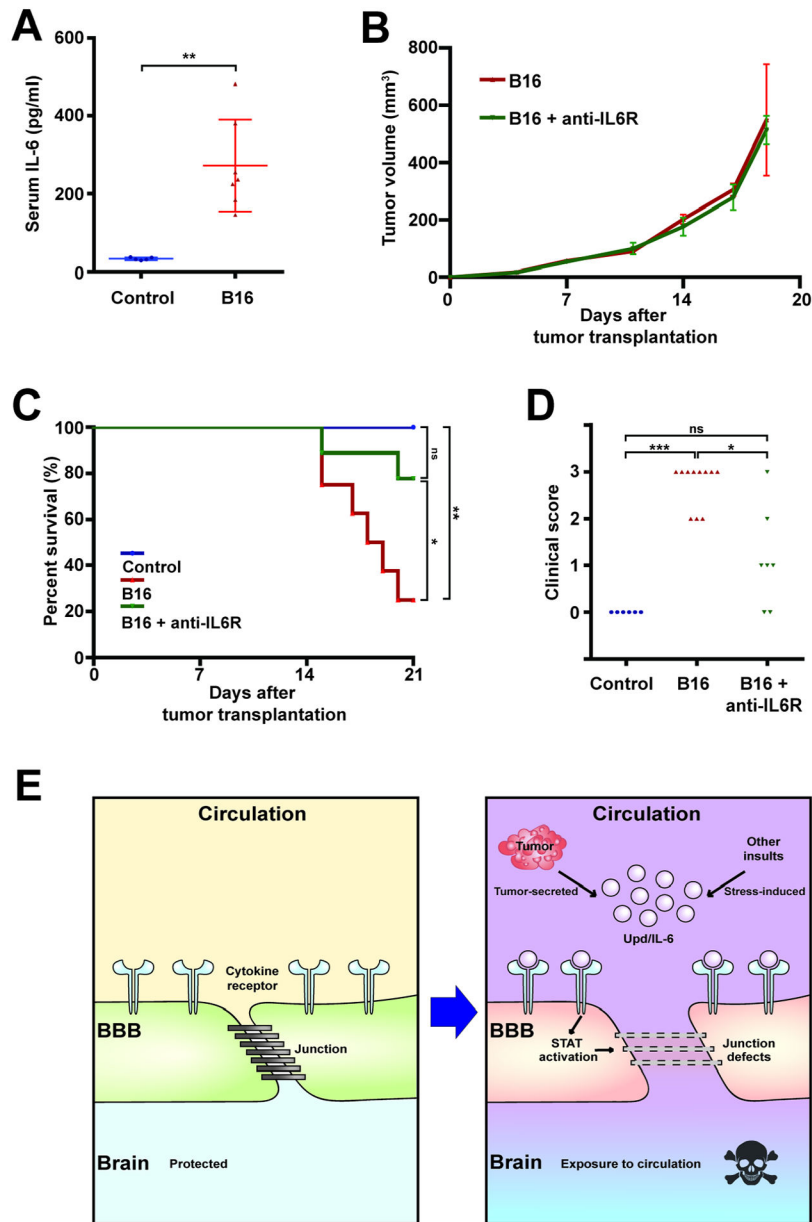 A
Serum IL-6 (pg/ml)
600
400
200
0
**
Control
B16
B
Tumor volume (mm³)
800
600
400
200
0
B16
B16 + anti-IL6R
0
7
14
20
Days after
tumor transplantation
C
Percent survival (%)
100
80
60
40
20
0
Control
B16
B16 + anti-IL6R
ns
*
**
0
7
14
21
Days after
tumor transplantation
D
Clinical score
3
2
1
0
ns
***
*
Control
B16
B16 +
anti-IL6R
E
Circulation
Cytokine
receptor
BBB
Junction
Brain
Protected
Circulation
Tumor
Other
insults
Tumor-secreted
Stress-induced
Upd/IL-6
BBB
STAT
activation
Junction
defects
Brain
Exposure to circulation